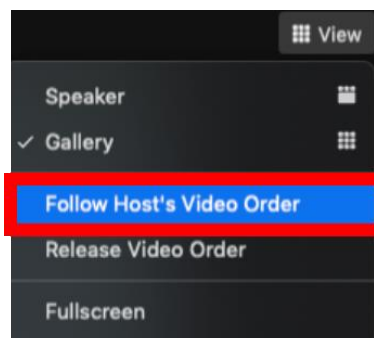 View
Speaker
Gallery
Follow Host's Video Order
Release Video Order
Fullscreen